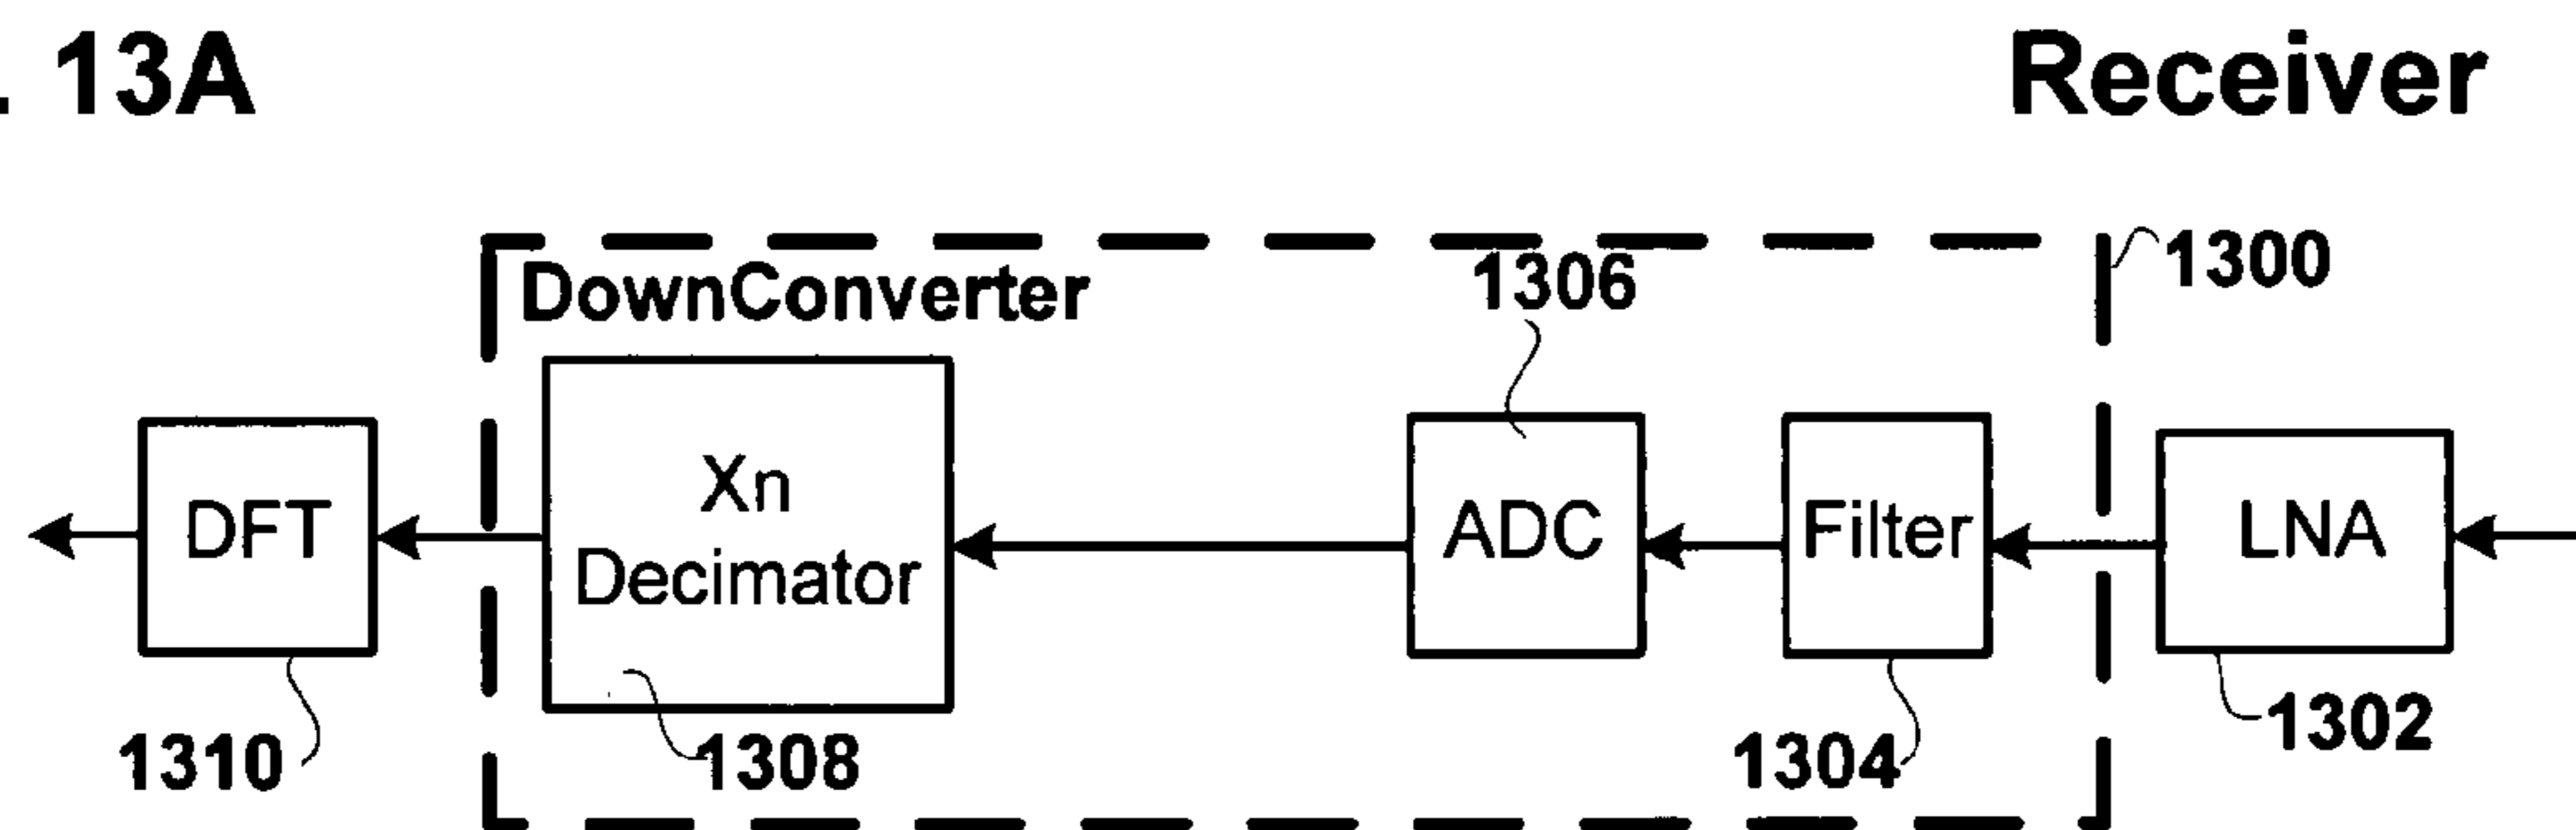 . 13A
Receiver
1300
DownConverter
1306
Xn
Decimator
DFT
ADC
Filter
LNA
1310
1308
1304
1302